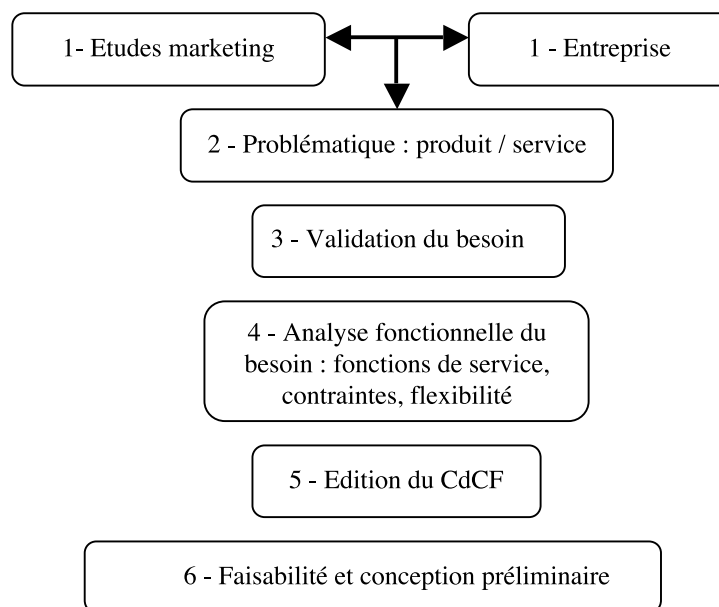 1- Etudes marketing
1 - Entreprise
2 - Problématique : produit / service
3 - Validation du besoin
4 - Analyse fonctionnelle du
besoin : fonctions de service,
contraintes, flexibilité
5 - Edition du CdCF
6 - Faisabilité et conception préliminaire